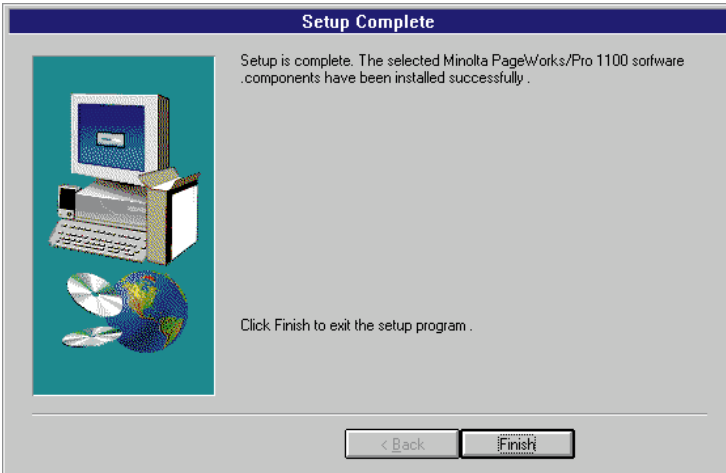 Setup Complete
Setup is complete. The selected Minolta PageWorks/Pro 1100 sorfware
.components have been installed successfully .
Click Finish to exit the setup program .
< Back
Finish